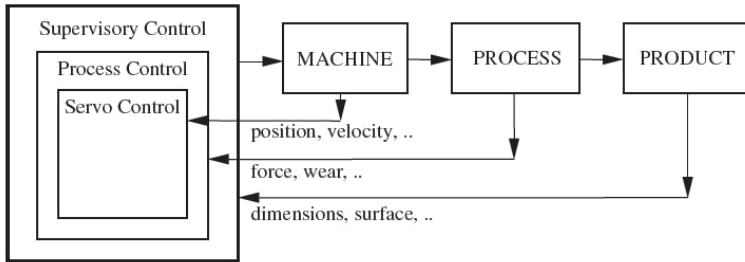 Supervisory Control
Process Control
Servo Control
MACHINE
PROCESS
PRODUCT
position, velocity, ..
force, wear, ..
dimensions, surface, ..